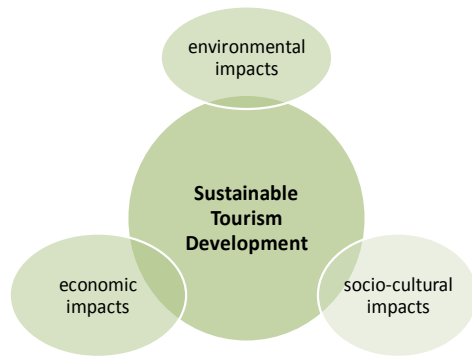 environmental
impacts
Sustainable
Tourism
Development
economic
impacts
socio-cultural
impacts